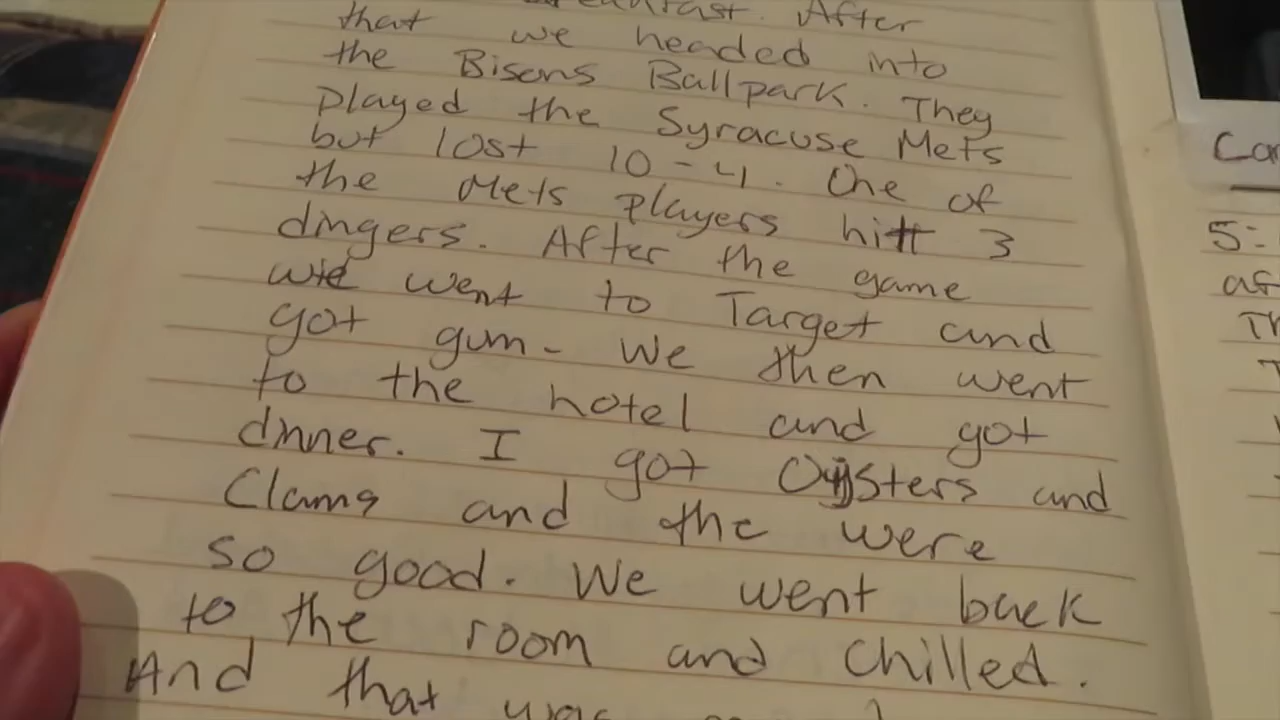 After
that we headed into
the Bisons Ballpark. They
played the Syracuse Mets
but lost 10-4. One of
the Mets players hitt 3
dingers. After the game
we went to Target and
got gum. We then went
to the hotel and got
dinner. I got Oysters and
Clams and the were
so good. We went back
to the room and chilled.
And that was
5: